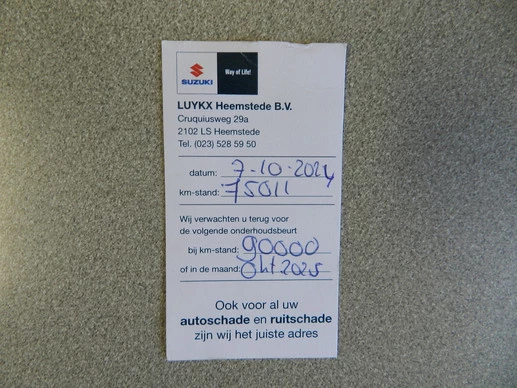 SUZUKI
Way of Life!
LUYKX Heemstede B.V.
Cruquiusweg 29a
2102 LS Heemstede
Tel. (023) 528 59 50
datum: 7-10-2024
km-stand: 75011
Wij verwachten u terug voor
de volgende onderhoudsbeurt
bij km-stand: 90000
of in de maand: Okt 2025
Ook voor al uw
autoschade en ruitschade
zijn wij het juiste adres